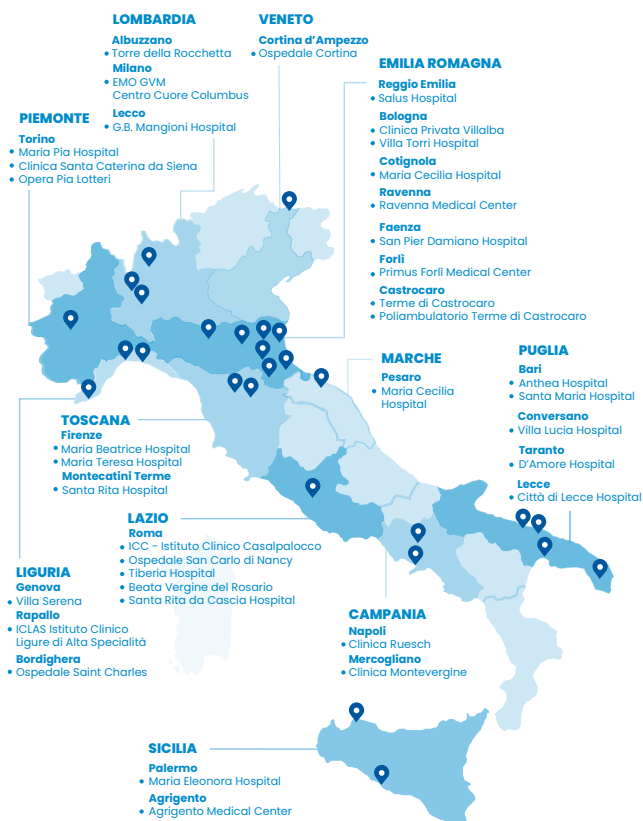 LOMBARDIA
Albuzzano
• Torre della Rocchetta
Milano
• EMO GVM
Centro Cuore Columbus
Lecco
• G.B. Mangioni Hospital
VENETO
Cortina d'Ampezzo
• Ospedale Cortina
EMILIA ROMAGNA
Reggio Emilia
• Salus Hospital
Bologna
• Clinica Privata Villalba
• Villa Torri Hospital
Cotignola
• Maria Cecilia Hospital
Ravenna
• Ravenna Medical Center
Faenza
• San Pier Damiano Hospital
Forlì
• Primus Forlì Medical Center
Castrocaro
• Terme di Castrocaro
• Poliambulatorio Terme di Castrocaro
PIEMONTE
Torino
• Maria Pia Hospital
• Clinica Santa Caterina da Siena
• Opera Pia Lotteri
MARCHE
Pesaro
• Maria Cecilia
Hospital
PUGLIA
Bari
• Anthea Hospital
• Santa Maria Hospital
Conversano
• Villa Lucia Hospital
Taranto
• D'Amore Hospital
Lecce
• Città di Lecce Hospital
TOSCANA
Firenze
• Maria Beatrice Hospital
• Maria Teresa Hospital
Montecatini Terme
• Santa Rita Hospital
LAZIO
Roma
• ICC - Istituto Clinico Casalpalocco
• Ospedale San Carlo di Nancy
• Tiberia Hospital
• Beata Vergine del Rosario
• Santa Rita da Cascia Hospital
LIGURIA
Genova
• Villa Serena
Rapallo
• ICLAS Istituto Clinico
Ligure di Alta Specialità
Bordighera
• Ospedale Saint Charles
CAMPANIA
Napoli
• Clinica Ruesch
Mercogliano
• Clinica Montevergine
SICILIA
Palermo
• Maria Eleonora Hospital
Agrigento
• Agrigento Medical Center